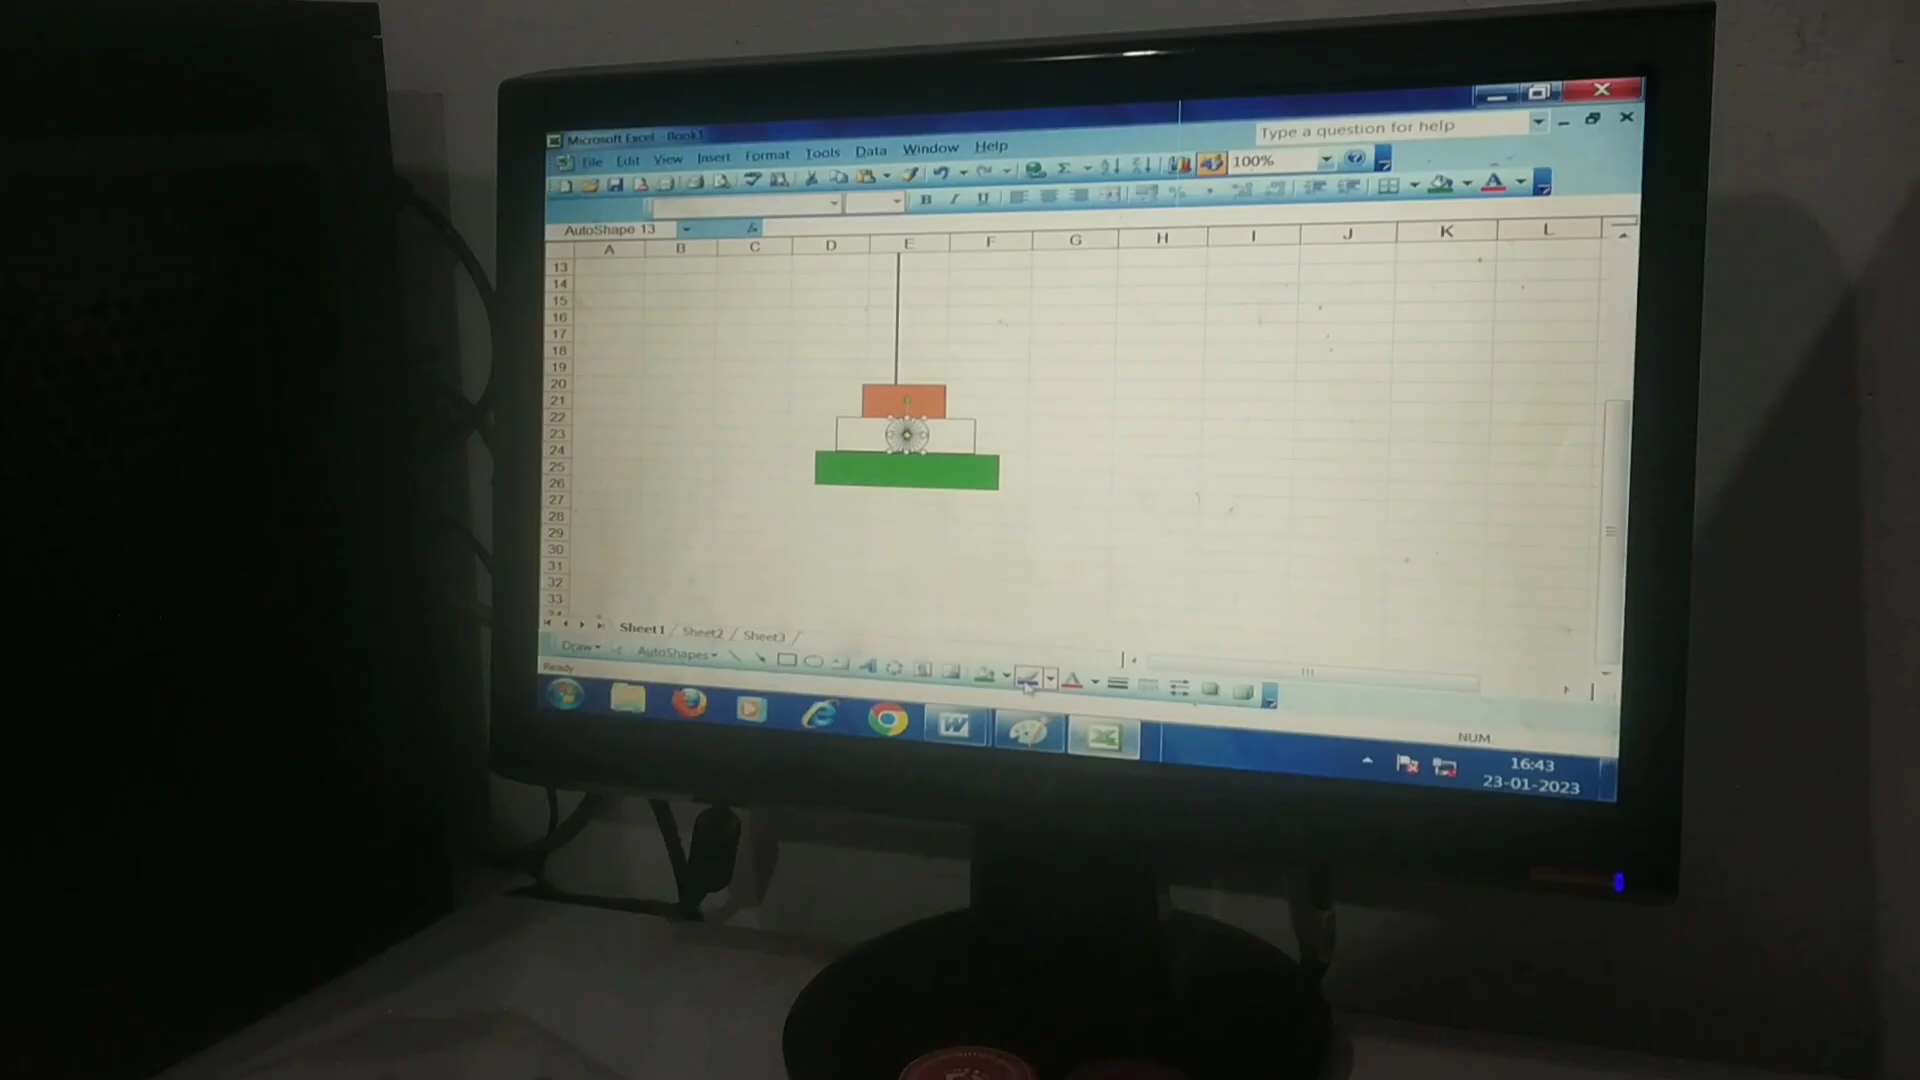 Microsoft Excel - Book1
Type a question for help
File Edit View Insert Format Tools Data Window Help
100%
B I U
AutoShape 13 fx
A B C D E F G H I J K L
13
14
15
16
17
18
19
20
21
22
23
24
25
26
27
28
29
30
31
32
33
34
Sheet1 Sheet2 Sheet3
Draw AutoShapes
Ready
NUM
16:43
23-01-2023